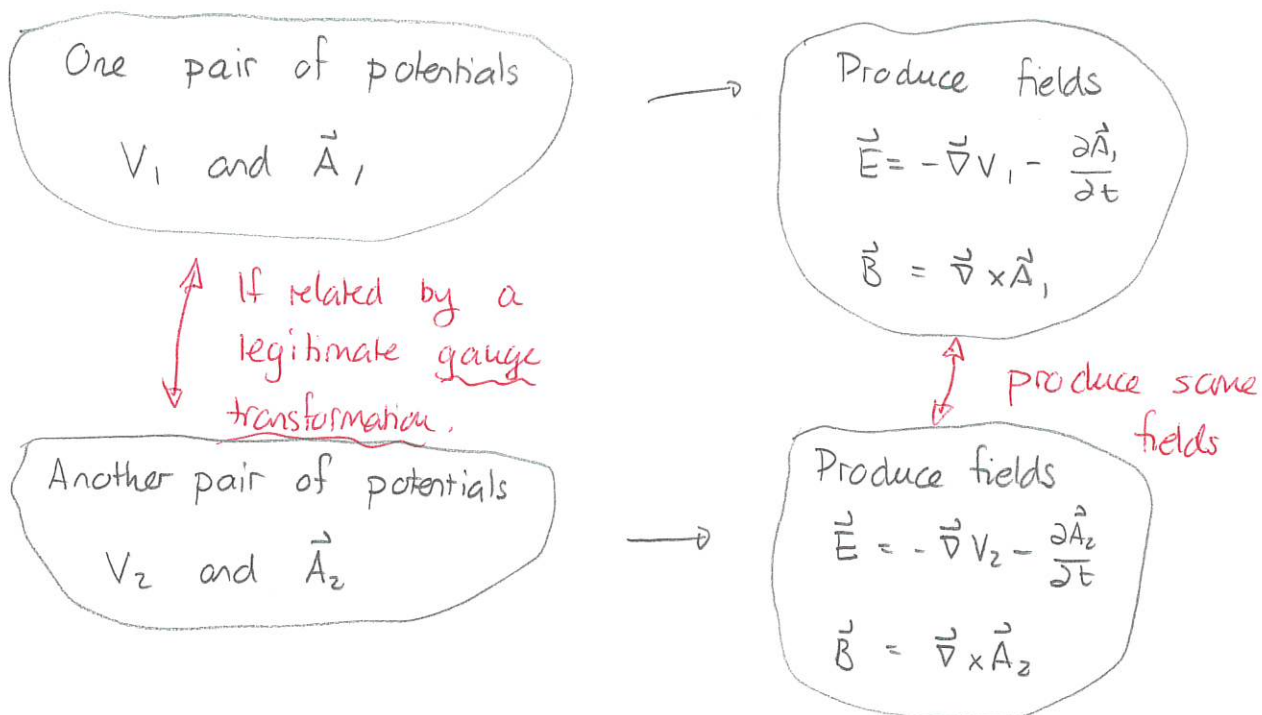 One pair of potentials
V₁ and A⃗₁
Produce fields
E⃗ = -∇⃗V₁ - ∂A⃗₁/∂t
B⃗ = ∇⃗ × A⃗₁
If related by a
legitimate gauge
transformation.
produce same
fields
Another pair of potentials
V₂ and A⃗₂
Produce fields
E⃗ = -∇⃗V₂ - ∂A⃗₂/∂t
B⃗ = ∇⃗ × A⃗₂